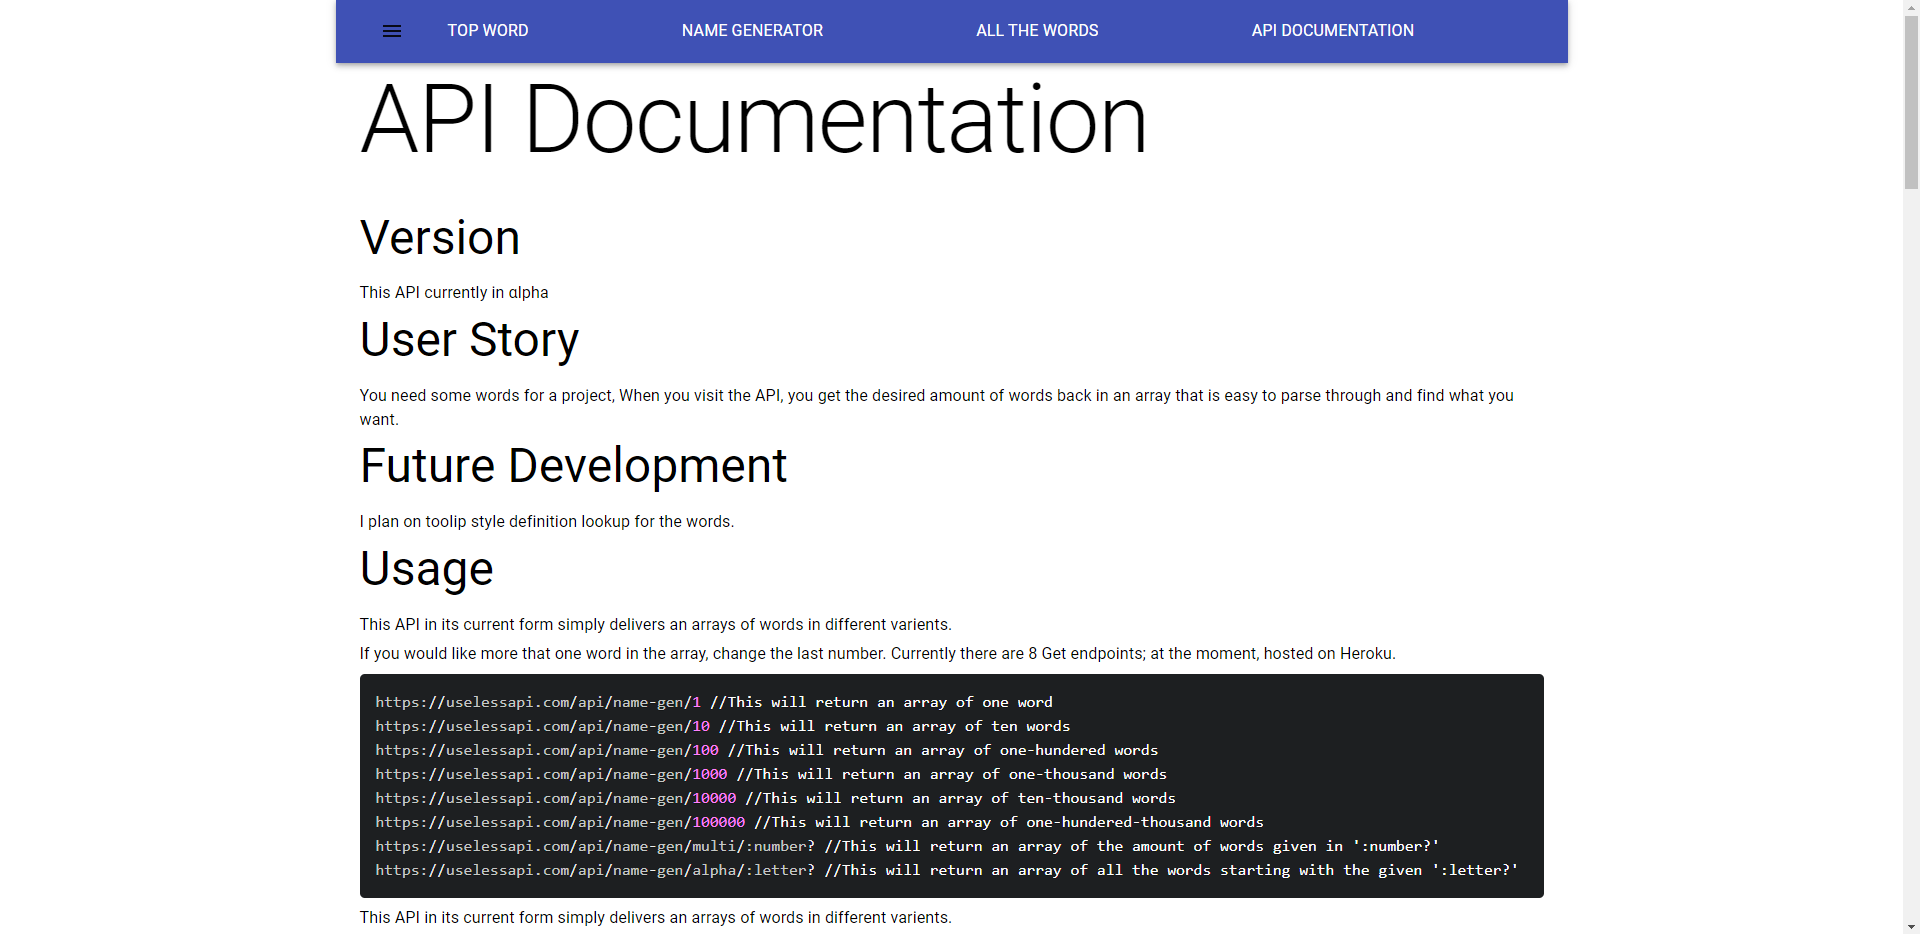 TOP WORD NAME GENERATOR ALL THE WORDS API DOCUMENTATION
API Documentation
Version
This API currently in αlpha
User Story
You need some words for a project, When you visit the API, you get the desired amount of words back in an array that is easy to parse through and find what you
want.
Future Development
I plan on toolip style definition lookup for the words.
Usage
This API in its current form simply delivers an arrays of words in different varients.
If you would like more that one word in the array, change the last number. Currently there are 8 Get endpoints; at the moment, hosted on Heroku.
https://uselessapi.com/api/name-gen/1 //This will return an array of one word
https://uselessapi.com/api/name-gen/10 //This will return an array of ten words
https://uselessapi.com/api/name-gen/100 //This will return an array of one-hundered words
https://uselessapi.com/api/name-gen/1000 //This will return an array of one-thousand words
https://uselessapi.com/api/name-gen/10000 //This will return an array of ten-thousand words
https://uselessapi.com/api/name-gen/100000 //This will return an array of one-hundered-thousand words
https://uselessapi.com/api/name-gen/multi/:number? //This will return an array of the amount of words given in ':number?'
https://uselessapi.com/api/name-gen/alpha/:letter? //This will return an array of all the words starting with the given ':letter?'
This API in its current form simply delivers an arrays of words in different varients.